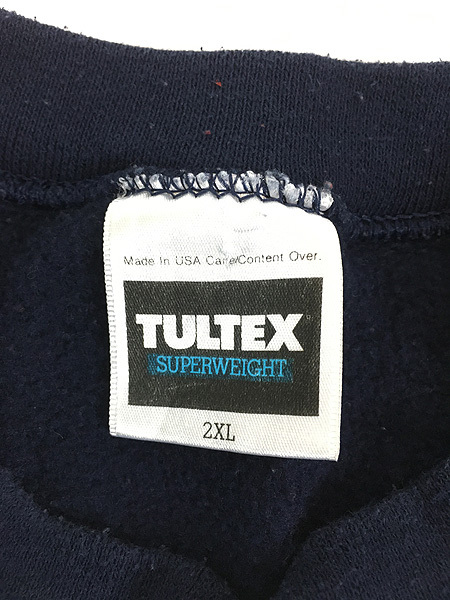 Made In USA Care/Content Over.
TULTEX
SUPERWEIGHT
2XL